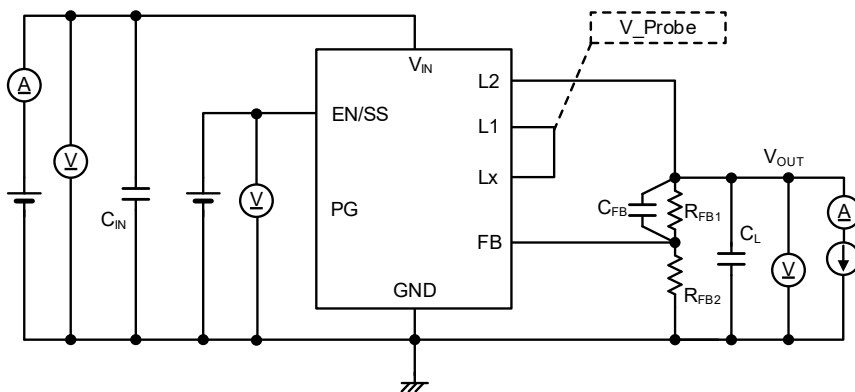 V_Probe
VIN
L2
A
EN/SS
L1
V
VOUT
Lx
V
CIN
PG
CFB
RFB1
A
CL
FB
V
RFB2
GND